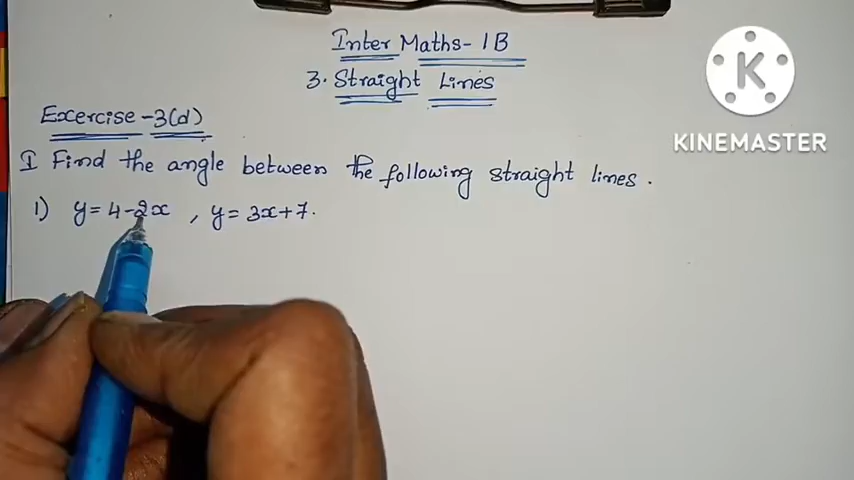 Inter Maths-1B
3. Straight Lines
Excercise-3(d)
I Find the angle between the following straight lines.
1) y=4-2x , y=3x+7.
K
KINEMASTER